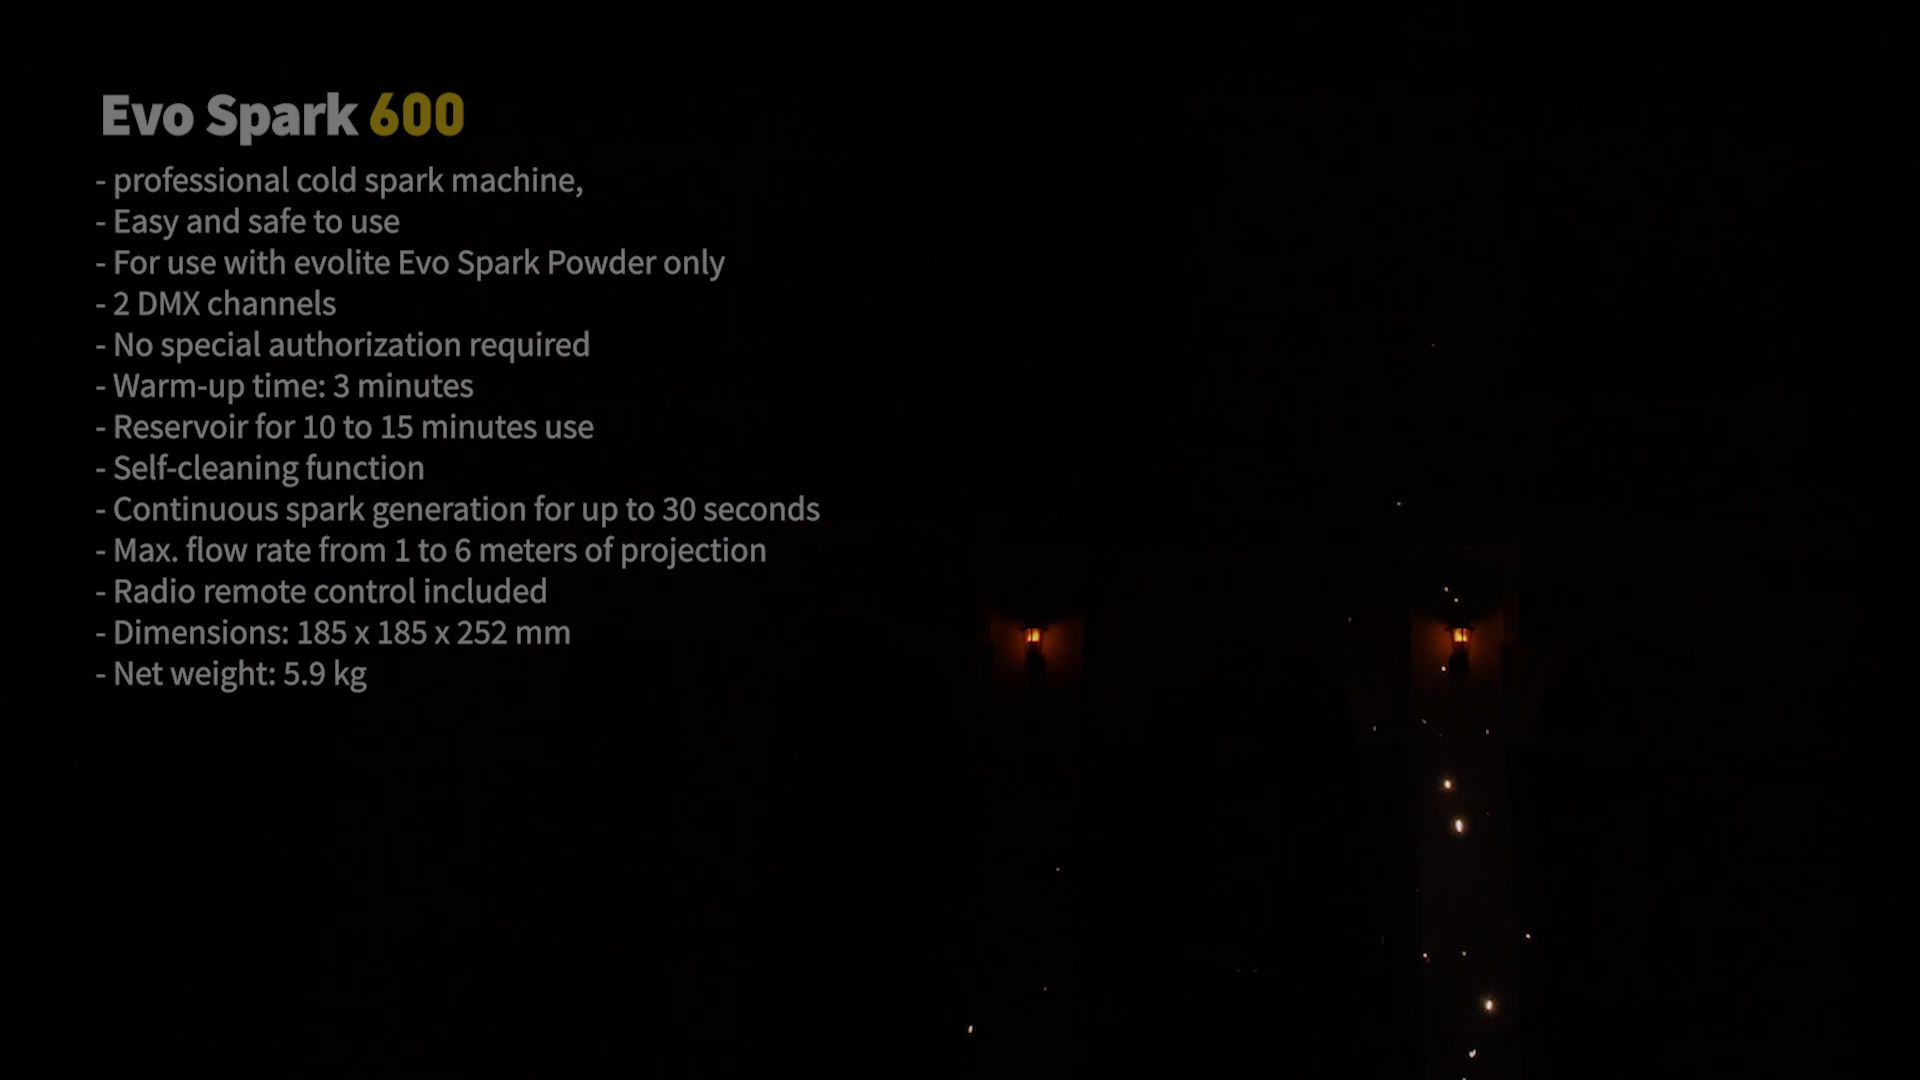 Evo Spark 600
- professional cold spark machine,
- Easy and safe to use
- For use with evolite Evo Spark Powder only
- 2 DMX channels
- No special authorization required
- Warm-up time: 3 minutes
- Reservoir for 10 to 15 minutes use
- Self-cleaning function
- Continuous spark generation for up to 30 seconds
- Max. flow rate from 1 to 6 meters of projection
- Radio remote control included
- Dimensions: 185 x 185 x 252 mm
- Net weight: 5.9 kg